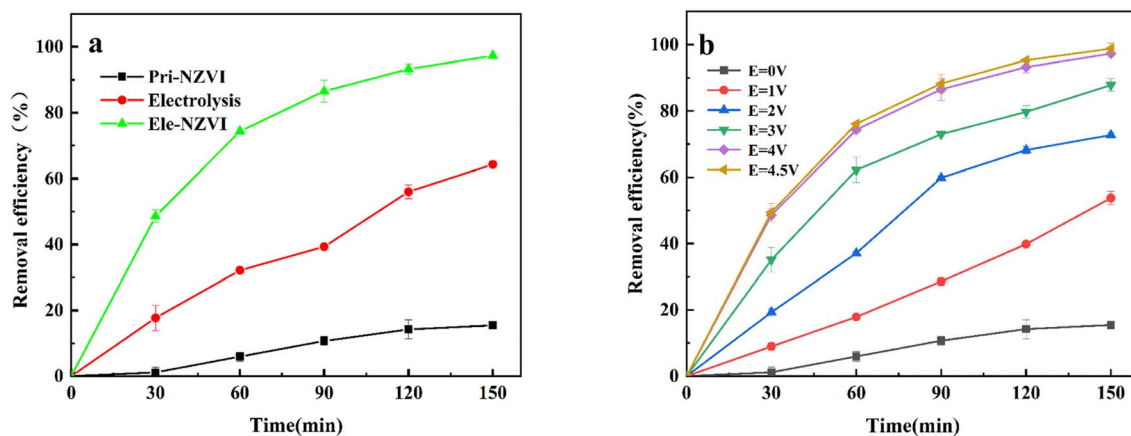 a
Pri-NZVI
Electrolysis
Ele-NZVI
Removal efficiency（%）
100
80
60
40
20
0
0 30 60 90 120 150
Time(min)
b
E=0V
E=1V
E=2V
E=3V
E=4V
E=4.5V
Removal efficiency(%)
100
80
60
40
20
0
0 30 60 90 120 150
Time(min)